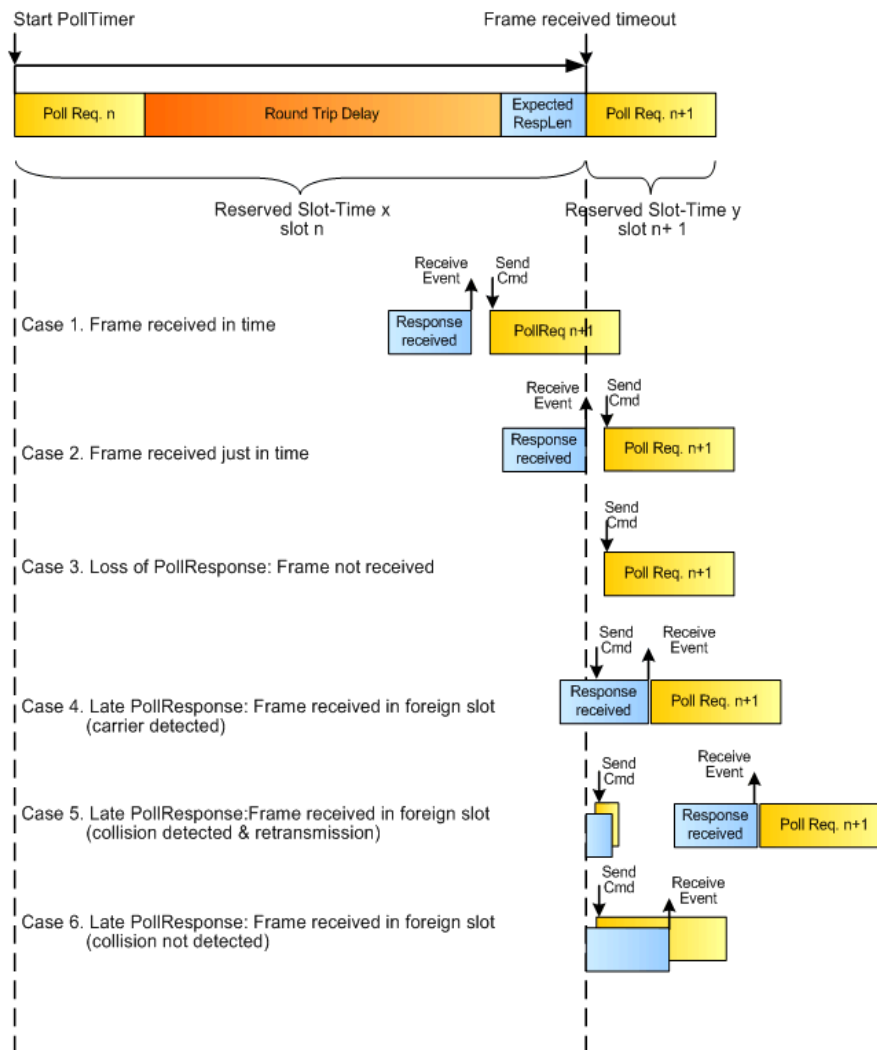 Start PollTimer
Frame received timeout
Poll Req. n
Round Trip Delay
Expected
RespLen
Poll Req. n+1
Reserved Slot-Time x
slot n
Reserved Slot-Time y
slot n+ 1
Receive
Event
Send
Cmd
Case 1. Frame received in time
Response
received
PollReq n+1
Receive
Event
Send
Cmd
Case 2. Frame received just in time
Response
received
Poll Req. n+1
Send
Cmd
Case 3. Loss of PollResponse: Frame not received
Poll Req. n+1
Send
Cmd
Receive
Event
Case 4. Late PollResponse: Frame received in foreign slot
(carrier detected)
Response
received
Poll Req. n+1
Send
Cmd
Receive
Event
Case 5. Late PollResponse:Frame received in foreign slot
(collision detected & retransmission)
Response
received
Poll Req. n+1
Send
Cmd
Receive
Event
Case 6. Late PollResponse: Frame received in foreign slot
(collision not detected)